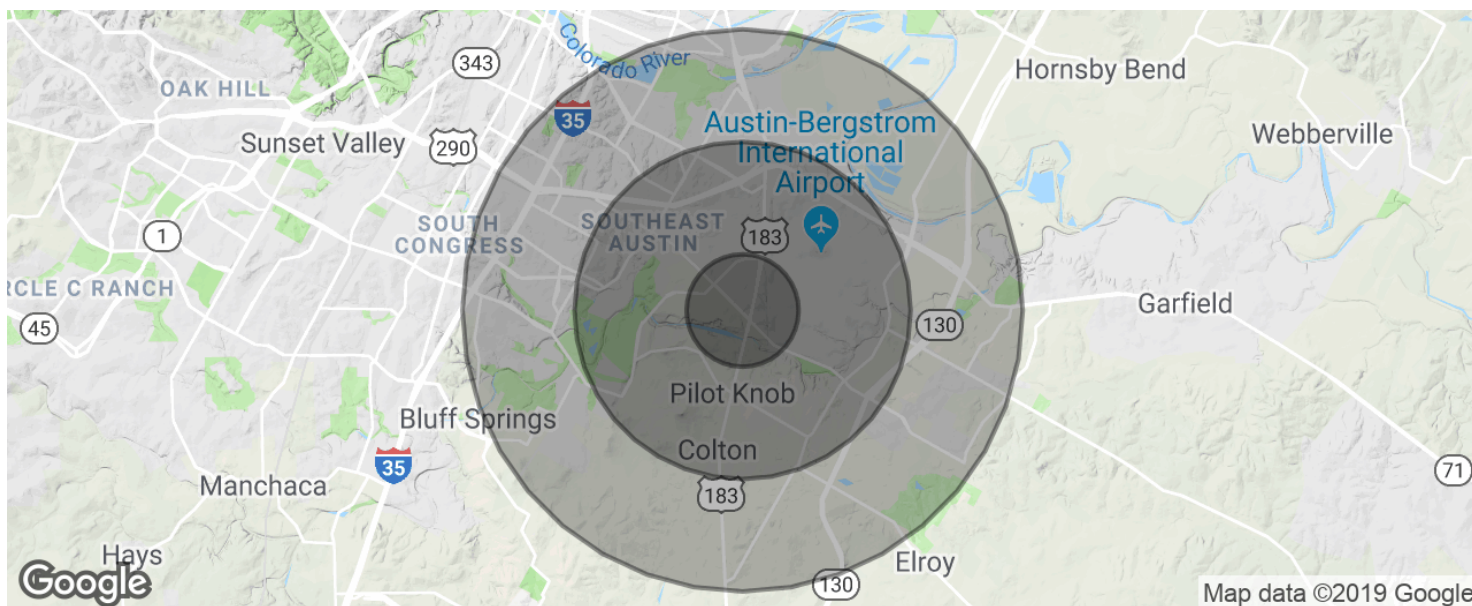 Colorado River
343
Hornsby Bend
OAK HILL
35
Austin-Bergstrom
International
Airport
Webberville
Sunset Valley
290
SOUTH
CONGRESS
SOUTHEAST
AUSTIN
183
1
RCLE C RANCH
Garfield
45
130
Pilot Knob
Bluff Springs
Colton
35
71
Manchaca
183
Hays
Elroy
130
Google
Map data ©2019 Google